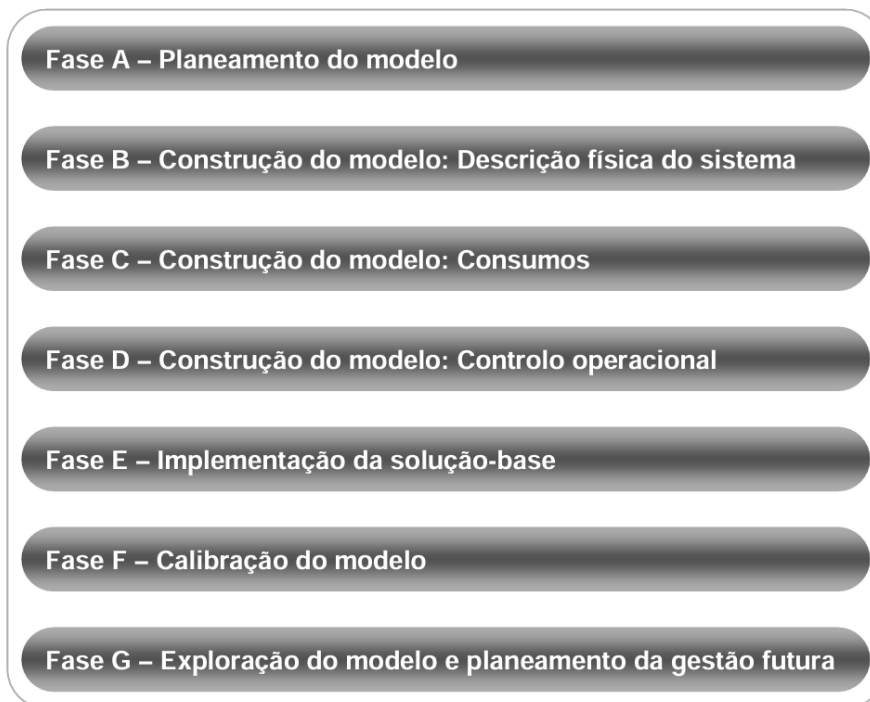 Fase A – Planeamento do modelo
Fase B – Construção do modelo: Descrição física do sistema
Fase C – Construção do modelo: Consumos
Fase D – Construção do modelo: Controlo operacional
Fase E – Implementação da solução-base
Fase F – Calibração do modelo
Fase G – Exploração do modelo e planeamento da gestão futura